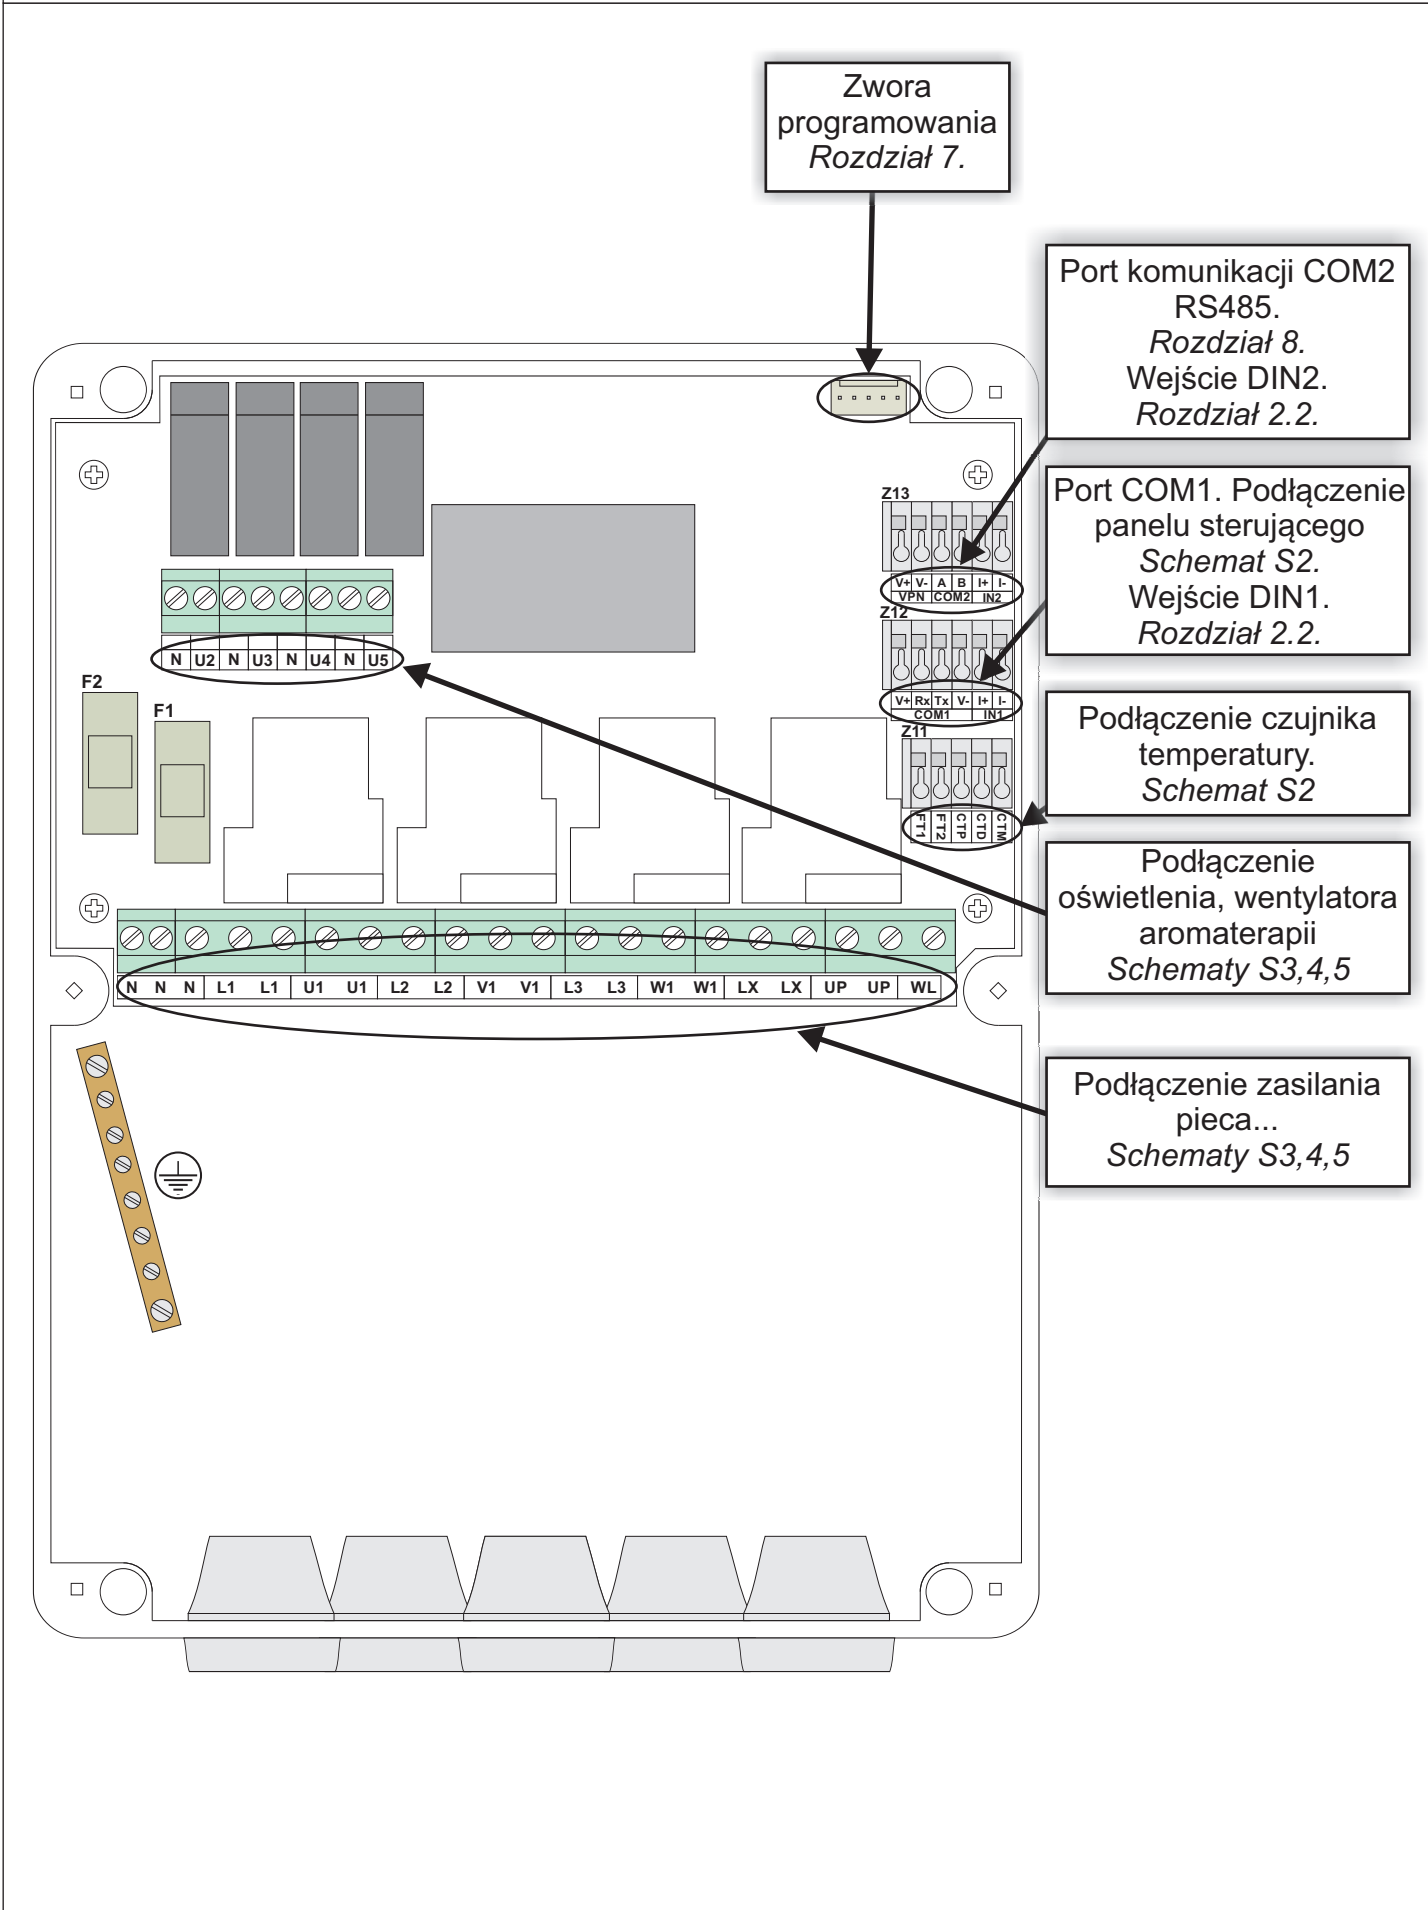 Zwora
programowania
Rozdział 7.
Port komunikacji COM2
RS485.
Rozdział 8.
Wejście DIN2.
Rozdział 2.2.
Port COM1. Podłączenie
panelu sterującego
Schemat S2.
Wejście DIN1.
Rozdział 2.2.
Podłączenie czujnika
temperatury.
Schemat S2
Podłączenie
oświetlenia, wentylatora
aromaterapii
Schematy S3,4,5
Podłączenie zasilania
pieca...
Schematy S3,4,5
Z13
V+ V- A B I+ I-
VPN COM2 IN2
Z12
V+ Rx Tx V- I+ I-
COM1 IN1
Z11
FT1 FT2 CTP CTD CTM
N U2 N U3 N U4 N U5
F2
F1
N N N L1 L1 U1 U1 L2 L2 V1 V1 L3 L3 W1 W1 LX LX UP UP WL